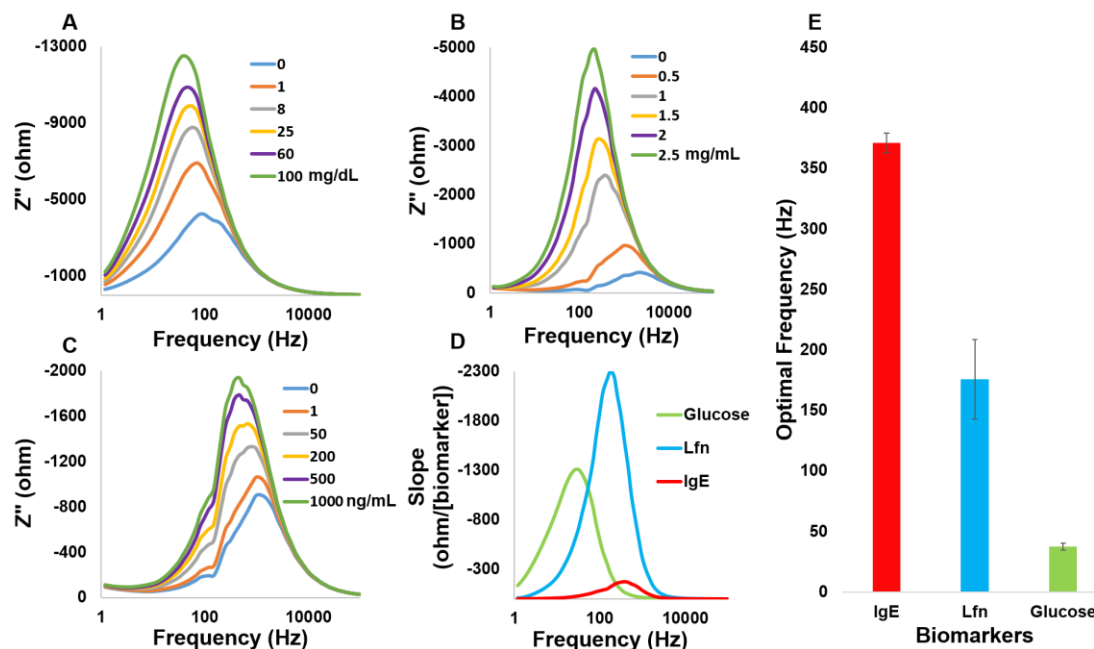 A
-13000
-9000
-5000
-1000
Z" (ohm)
1
100
10000
Frequency (Hz)
0
1
8
25
60
100 mg/dL
B
-5000
-4000
-3000
-2000
-1000
0
Z" (ohm)
1
100
10000
Frequency (Hz)
0
0.5
1
1.5
2
2.5 mg/mL
C
-2000
-1600
-1200
-800
-400
0
Z" (ohm)
1
100
10000
Frequency (Hz)
0
1
50
200
500
1000 ng/mL
D
-2300
-1800
-1300
-800
-300
Slope
(ohm/[biomarker])
1
100
10000
Frequency (Hz)
Glucose
Lfn
IgE
E
450
400
350
300
250
200
150
100
50
0
Optimal Frequency (Hz)
IgE
Lfn
Glucose
Biomarkers